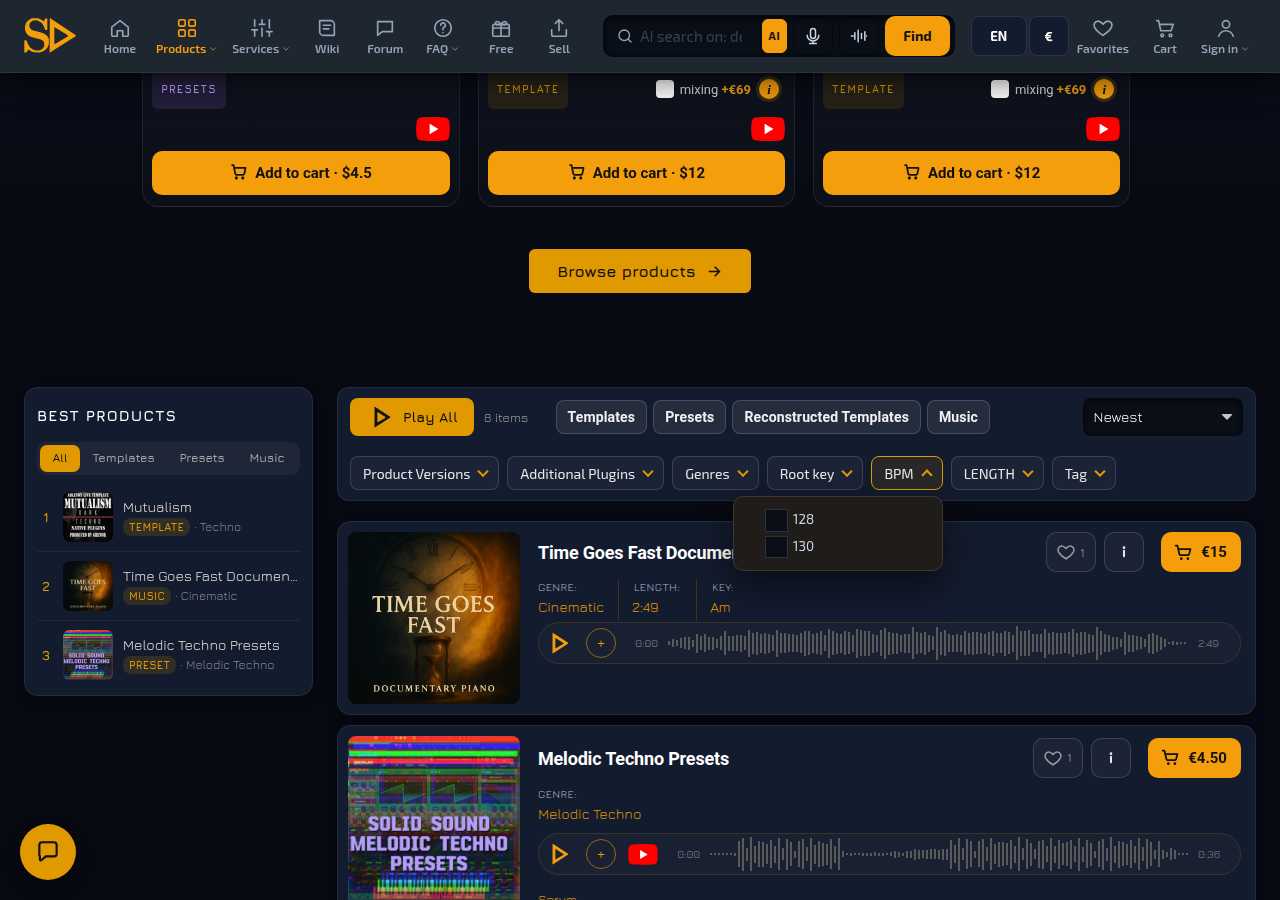 SD
Home
Products
Services
Wiki
Forum
FAQ
Free
Sell
AI search on: de
AI
Find
EN
€
Favorites
Cart
Sign in
PRESETS
TEMPLATE
mixing +€69
i
TEMPLATE
mixing +€69
i
Add to cart · $4.5
Add to cart · $12
Add to cart · $12
Browse products →
BEST PRODUCTS
All
Templates
Presets
Music
1
Mutualism
TEMPLATE · Techno
2
Time Goes Fast Documen...
MUSIC · Cinematic
3
Melodic Techno Presets
PRESET · Melodic Techno
MUTUALISM
TIME GOES
FAST
SOLID SOUND
MELODIC TECHNO
PRESETS
Play All
8 items
Templates
Presets
Reconstructed Templates
Music
Newest
Product Versions
Additional Plugins
Genres
Root key
BPM
LENGTH
Tag
128
130
TIME GOES
FAST
DOCUMENTARY PIANO
Time Goes Fast Docume
1
i
€15
GENRE:
Cinematic
LENGTH:
2:49
KEY:
Am
+
0:00
2:49
SOLID SOUND
MELODIC TECHNO
PRESETS
Melodic Techno Presets
1
i
€4.50
GENRE:
Melodic Techno
+
0:00
0:36